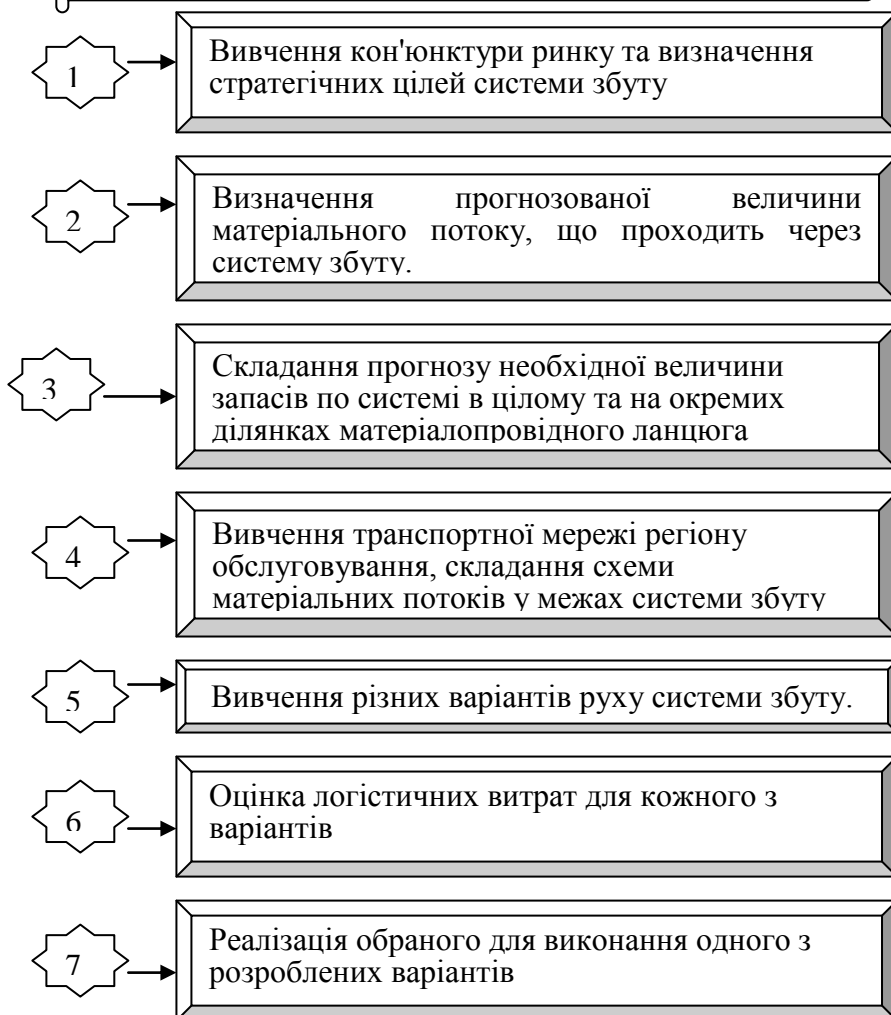 1
Вивчення кон'юнктури ринку та визначення
стратегічних цілей системи збуту
2
Визначення прогнозованої величини
матеріального потоку, що проходить через
систему збуту.
3
Складання прогнозу необхідної величини
запасів по системі в цілому та на окремих
ділянках матеріалопровідного ланцюга
4
Вивчення транспортної мережі регіону
обслуговування, складання схеми
матеріальних потоків у межах системи збуту
5
Вивчення різних варіантів руху системи збуту.
6
Оцінка логістичних витрат для кожного з
варіантів
7
Реалізація обраного для виконання одного з
розроблених варіантів